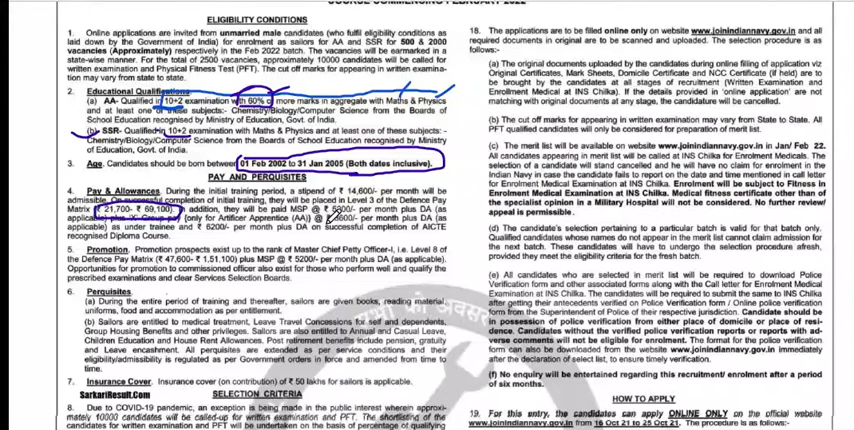 COURSE COMMENCING FEBRUARY 2022
ELIGIBILITY CONDITIONS
1. Online applications are invited from unmarried male candidates (who fulfil eligibility conditions as
laid down by the Government of India) for enrolment as sailors for AA and SSR for 500 & 2000
vacancies (Approximately) respectively in the Feb 2022 batch. The vacancies will be earmarked in a
state-wise manner. For the total of 2500 vacancies, approximately 10000 candidates will be called for
written examination and Physical Fitness Test (PFT). The cut off marks for appearing in written examina-
tion may vary from state to state.
2. Educational Qualifications.
(a) AA- Qualified in 10+2 examination with 60% or more marks in aggregate with Maths & Physics
and at least one of these subjects:- Chemistry/Biology/Computer Science from the Boards of
School Education recognised by Ministry of Education, Govt. of India.
(b) SSR- Qualified in 10+2 examination with Maths & Physics and at least one of these subjects: -
Chemistry/Biology/Computer Science from the Boards of School Education recognised by Ministry
of Education, Govt. of India.
3. Age. Candidates should be born between 01 Feb 2002 to 31 Jan 2005 (Both dates inclusive).
PAY AND PERQUISITES
4. Pay & Allowances. During the initial training period, a stipend of ₹ 14,600/- per month will be
admissible. On successful completion of initial training, they will be placed in Level 3 of the Defence Pay
Matrix (₹ 21,700- ₹ 69,100). addition, they will be paid MSP @ ₹ 5200/- per month plus DA (as
applicable) plus 'X' Group pay {only for Artificer Apprentice (AA)} @ 3600/- per month plus DA (as
applicable) as under trainee and ₹ 6200/- per month plus DA on successful completion of AICTE
recognised Diploma Course.
5. Promotion. Promotion prospects exist up to the rank of Master Chief Petty Officer-I, i.e. Level 8 of
the Defence Pay Matrix (₹ 47,600- ₹ 1,51,100) plus MSP @ ₹ 5200/- per month plus DA (as applicable).
Opportunities for promotion to commissioned officer also exist for those who perform well and qualify the
prescribed examinations and clear Services Selection Boards.
6. Perquisites.
(a) During the entire period of training and thereafter, sailors are given books, reading material,
uniforms, food and accommodation as per entitlement.
(b) Sailors are entitled to medical treatment, Leave Travel Concessions for self and dependents,
Group Housing Benefits and other privileges. Sailors are also entitled to Annual and Casual Leave,
Children Education and House Rent Allowances. Post retirement benefits include pension, gratuity
and Leave encashment. All perquisites are extended as per service conditions and their
eligibility/admissibility is regulated as per Government orders in force and amended from time to
time.
7. Insurance Cover. Insurance cover (on contribution) of ₹ 50 lakhs for sailors is applicable.
SarkariResult.Com SELECTION CRITERIA
8. Due to COVID-19 pandemic, an exception is being made in the public interest wherein approxi-
mately 10000 candidates will be called-up for written examination and PFT. The shortlisting of the
candidates for written examination and PFT will be undertaken on the basis of percentage of qualifying
18. The applications are to be filled online only on website www.joinindiannavy.gov.in and all
required documents in original are to be scanned and uploaded. The selection procedure is as
follows:-
(a) The original documents uploaded by the candidates during online filling of application viz
Original Certificates, Mark Sheets, Domicile Certificate and NCC Certificate (if held) are to
be brought by the candidates at all stages of recruitment (Written Examination and
Enrollment Medical at INS Chilka). If the details provided in 'online application' are not
matching with original documents at any stage, the candidature will be cancelled.
(b) The cut off marks for appearing in written examination may vary from State to State. All
PFT qualified candidates will only be considered for preparation of merit list.
(c) The merit list will be available on website www.joinindiannavy.gov.in in Jan/ Feb 22.
All candidates appearing in merit list will be called at INS Chilka for Enrolment Medicals. The
selection of a candidate will stand cancelled and he will have no claim for enrolment in the
Indian Navy in case the candidate fails to report on the date and time mentioned in call letter
for Enrolment Medical Examination at INS Chilka. Enrolment will be subject to Fitness in
Enrolment Medical Examination at INS Chilka. Medical fitness certificate other than of
the specialist opinion in a Military Hospital will not be considered. No further review/
appeal is permissible.
(d) The candidate's selection pertaining to a particular batch is valid for that batch only.
Qualified candidates whose names do not appear in the merit list cannot claim admission for
the next batch. These candidates will have to undergo the selection procedure afresh,
provided they meet the eligibility criteria for the fresh batch.
(e) All candidates who are selected in merit list will be required to download Police
Verification form and other associated forms along with the Call letter for Enrolment Medical
Examination at INS Chilka. The candidates will be required to submit the same to INS Chilka
after getting their antecedents verified on Police Verification form / Online police verification
form from the Superintendent of Police of their respective jurisdiction. Candidate should be
in possession of police verification from either place of domicile or place of resi-
dence. Candidates without the verified police verification reports or reports with ad-
verse comments will not be eligible for enrolment. The format for the police verification
form can also be downloaded from the website www.joinindiannavy.gov.in immediately
after the declaration of select list, to ensure timely verification.
(f) No enquiry will be entertained regarding this recruitment/ enrolment after a period
of six months.
HOW TO APPLY
19. For this entry, the candidates can apply ONLINE ONLY on the official website
www.joinindiannavy.gov.in from 16 Oct 21 to 25 Oct 21. The procedure is as follows:-